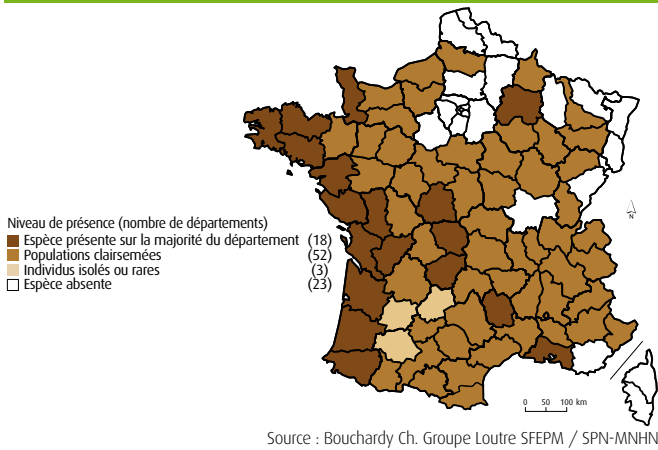 Niveau de présence (nombre de départements)
Espèce présente sur la majorité du département (18)
Populations clairsemées (52)
Individus isolés ou rares (3)
Espèce absente (23)
N
0 50 100 km
Source : Bouchardy Ch. Groupe Loutre SFEPM / SPN-MNHN